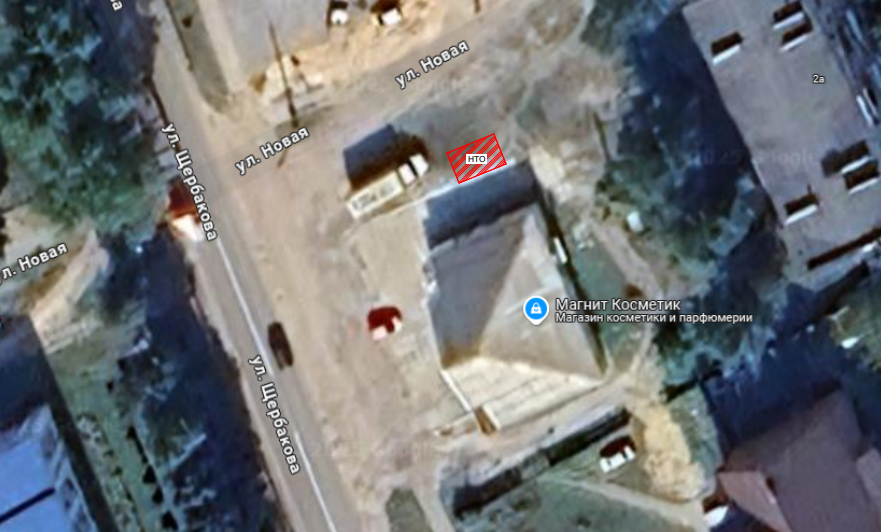 ул. Новая
2а
ул. Новая
НТО
ул. Щербакова
ул. Новая
Магнит Косметик
Магазин косметики и парфюмерии
ул. Щербакова